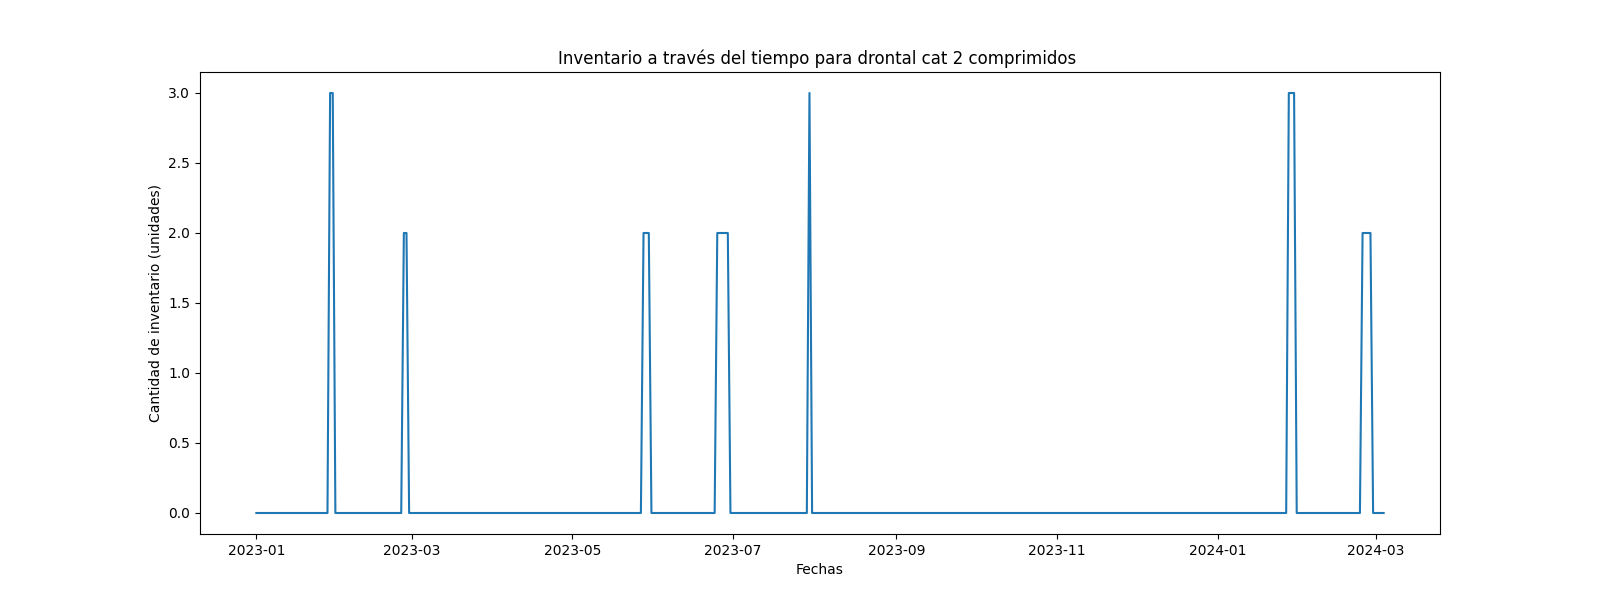 Inventario a través del tiempo para drontal cat 2 comprimidos
Cantidad de inventario (unidades)
3.0
2.5
2.0
1.5
1.0
0.5
0.0
2023-01 2023-03 2023-05 2023-07 2023-09 2023-11 2024-01 2024-03
Fechas